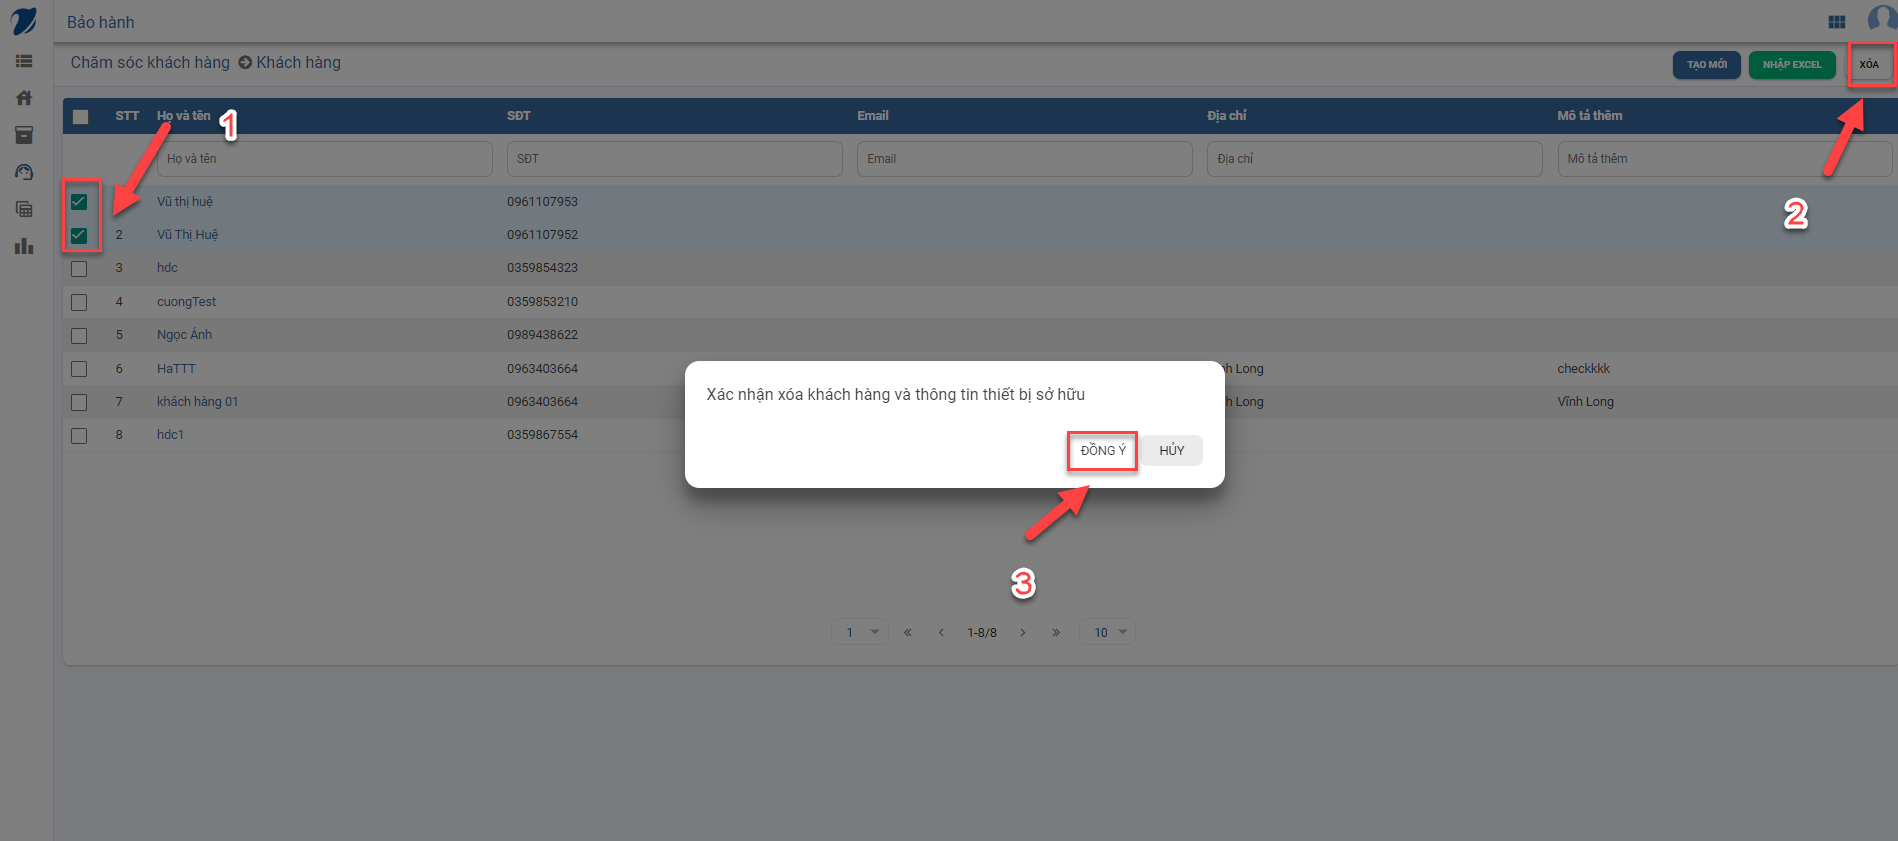 Bảo hành
Chăm sóc khách hàng Khách hàng
TẠO MỚI NHẬP EXCEL XÓA
STT Họ và tên SĐT Email Địa chỉ Mô tả thêm
1
Họ và tên SĐT Email Địa chỉ Mô tả thêm
Vũ thị huệ 0961107953
2
2 Vũ Thị Huệ 0961107952
3 hdc 0359854323
4 cuongTest 0359853210
5 Ngọc Ánh 0989438622
6 HaTTT 0963403664 nh Long checkkkk
7 khách hàng 01 0963403664 h Long Vĩnh Long
8 hdc1 0359867554
Xác nhận xóa khách hàng và thông tin thiết bị sở hữu
ĐỒNG Ý HỦY
3
1 « ‹ 1-8/8 › » 10